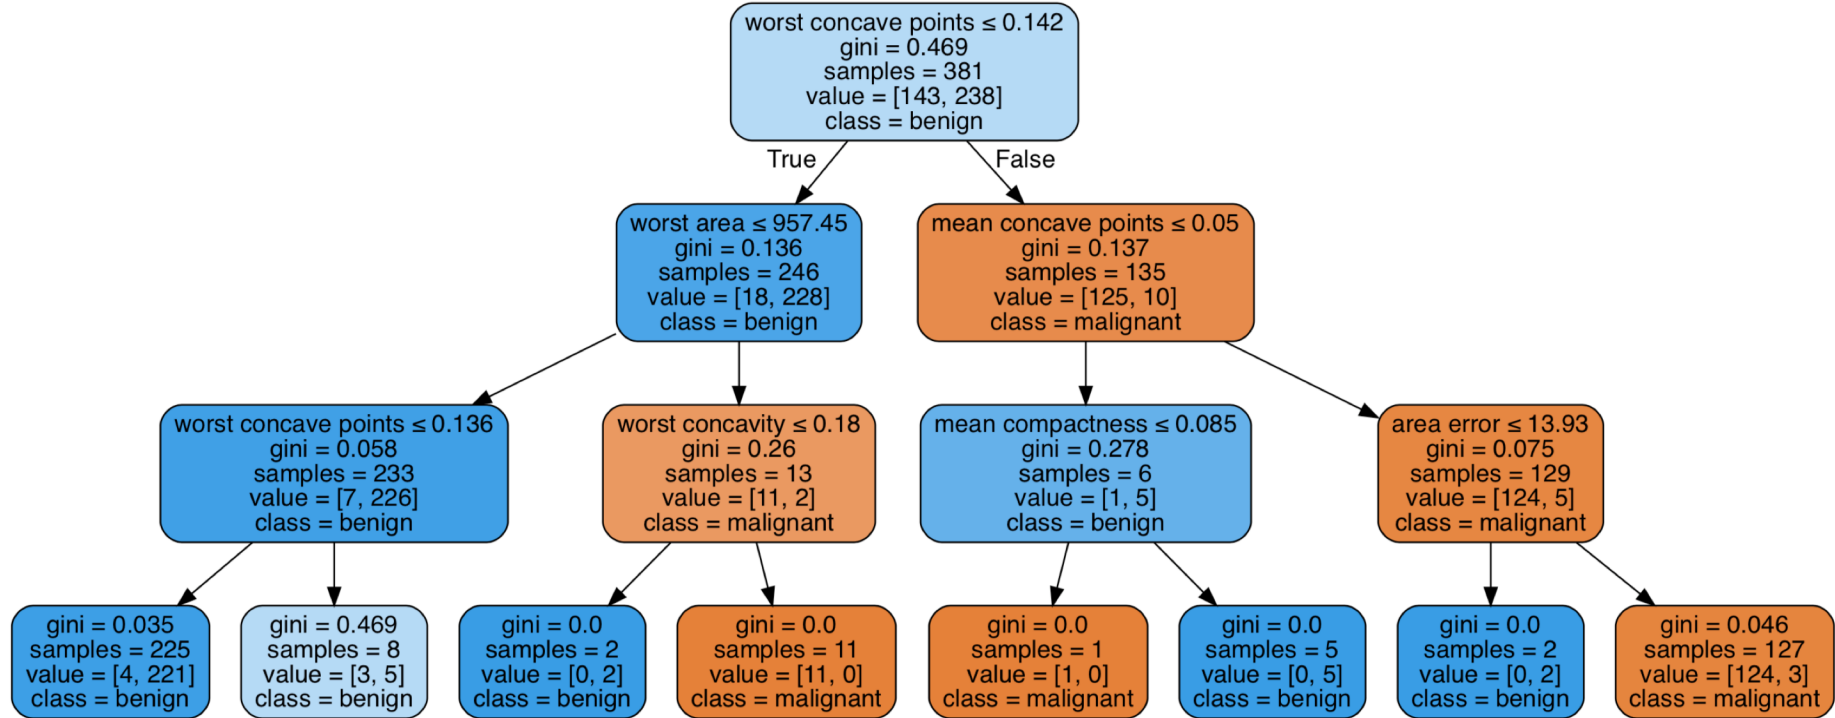 worst concave points ≤ 0.142
gini = 0.469
samples = 381
value = [143, 238]
class = benign
True
False
worst area ≤ 957.45
gini = 0.136
samples = 246
value = [18, 228]
class = benign
mean concave points ≤ 0.05
gini = 0.137
samples = 135
value = [125, 10]
class = malignant
worst concave points ≤ 0.136
gini = 0.058
samples = 233
value = [7, 226]
class = benign
worst concavity ≤ 0.18
gini = 0.26
samples = 13
value = [11, 2]
class = malignant
mean compactness ≤ 0.085
gini = 0.278
samples = 6
value = [1, 5]
class = benign
area error ≤ 13.93
gini = 0.075
samples = 129
value = [124, 5]
class = malignant
gini = 0.035
samples = 225
value = [4, 221]
class = benign
gini = 0.469
samples = 8
value = [3, 5]
class = benign
gini = 0.0
samples = 2
value = [0, 2]
class = benign
gini = 0.0
samples = 11
value = [11, 0]
class = malignant
gini = 0.0
samples = 1
value = [1, 0]
class = malignant
gini = 0.0
samples = 5
value = [0, 5]
class = benign
gini = 0.0
samples = 2
value = [0, 2]
class = benign
gini = 0.046
samples = 127
value = [124, 3]
class = malignant